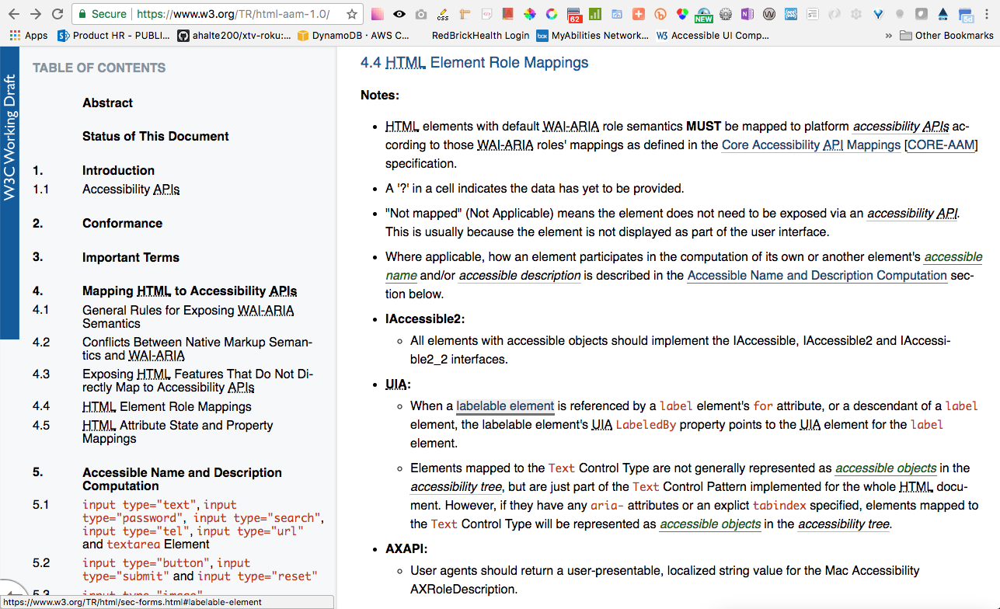 Secure | https://www.w3.org/TR/html-aam-1.0/
62
NEW
5d
Apps
Product HR - PUBLI...
ahalte200/xtv-roku:...
DynamoDB · AWS C...
RedBrickHealth Login
MyAbilities Network...
W3 Accessible UI Comp...
»
Other Bookmarks
W3C Working Draft
TABLE OF CONTENTS
Abstract
Status of This Document
1. Introduction
1.1 Accessibility APIs
2. Conformance
3. Important Terms
4. Mapping HTML to Accessibility APIs
4.1 General Rules for Exposing WAI-ARIA
Semantics
4.2 Conflicts Between Native Markup Seman-
tics and WAI-ARIA
4.3 Exposing HTML Features That Do Not Di-
rectly Map to Accessibility APIs
4.4 HTML Element Role Mappings
4.5 HTML Attribute State and Property
Mappings
5. Accessible Name and Description
Computation
5.1 input type="text", input
type="password", input type="search",
input type="tel", input type="url"
and textarea Element
5.2 input type="button", input
type="submit" and input type="reset"
5.3 input type="image"
https://www.w3.org/TR/html/sec-forms.html#labelable-element
4.4 HTML Element Role Mappings
Notes:
• HTML elements with default WAI-ARIA role semantics MUST be mapped to platform accessibility APIs ac-
cording to those WAI-ARIA roles' mappings as defined in the Core Accessibility API Mappings [CORE-AAM]
specification.
• A '?' in a cell indicates the data has yet to be provided.
• "Not mapped" (Not Applicable) means the element does not need to be exposed via an accessibility API.
This is usually because the element is not displayed as part of the user interface.
• Where applicable, how an element participates in the computation of its own or another element's accessible
name and/or accessible description is described in the Accessible Name and Description Computation sec-
tion below.
• IAccessible2:
◦ All elements with accessible objects should implement the IAccessible, IAccessible2 and IAccessi-
ble2_2 interfaces.
• UIA:
◦ When a labelable element is referenced by a label element's for attribute, or a descendant of a label
element, the labelable element's UIA LabeledBy property points to the UIA element for the label
element.
◦ Elements mapped to the Text Control Type are not generally represented as accessible objects in the
accessibility tree, but are just part of the Text Control Pattern implemented for the whole HTML docu-
ment. However, if they have any aria- attributes or an explict tabindex specified, elements mapped to
the Text Control Type will be represented as accessible objects in the accessibility tree.
• AXAPI:
◦ User agents should return a user-presentable, localized string value for the Mac Accessibility
AXRoleDescription.